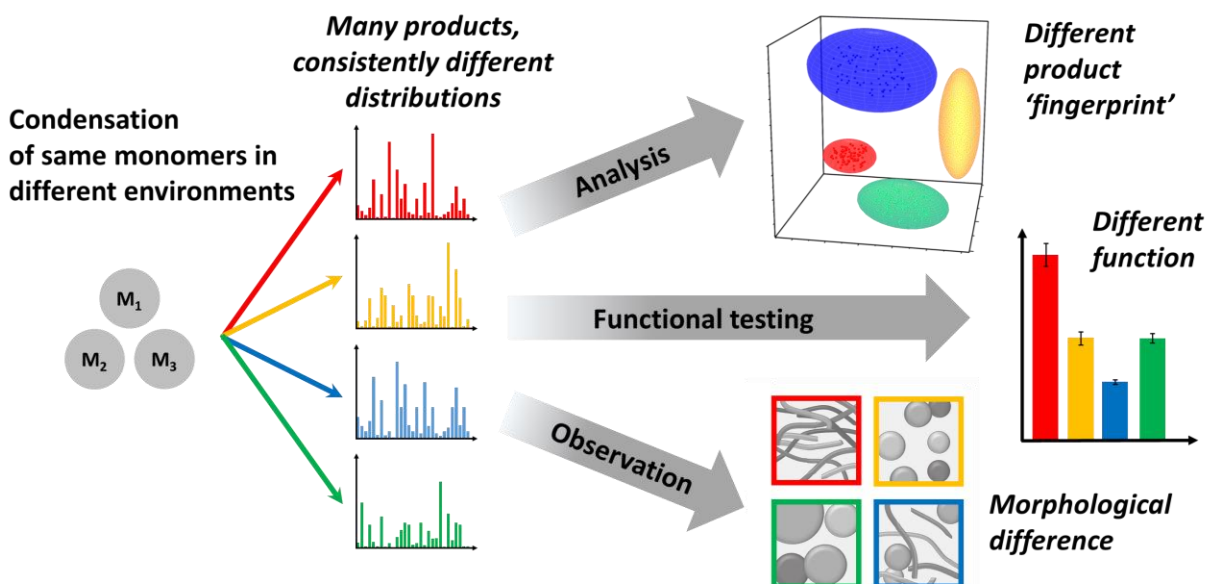 Many products,
consistently different
distributions
Condensation
of same monomers in
different environments
M₁
M₂
M₃
Analysis
Different
product
‘fingerprint’
Functional testing
Different
function
Observation
Morphological
difference